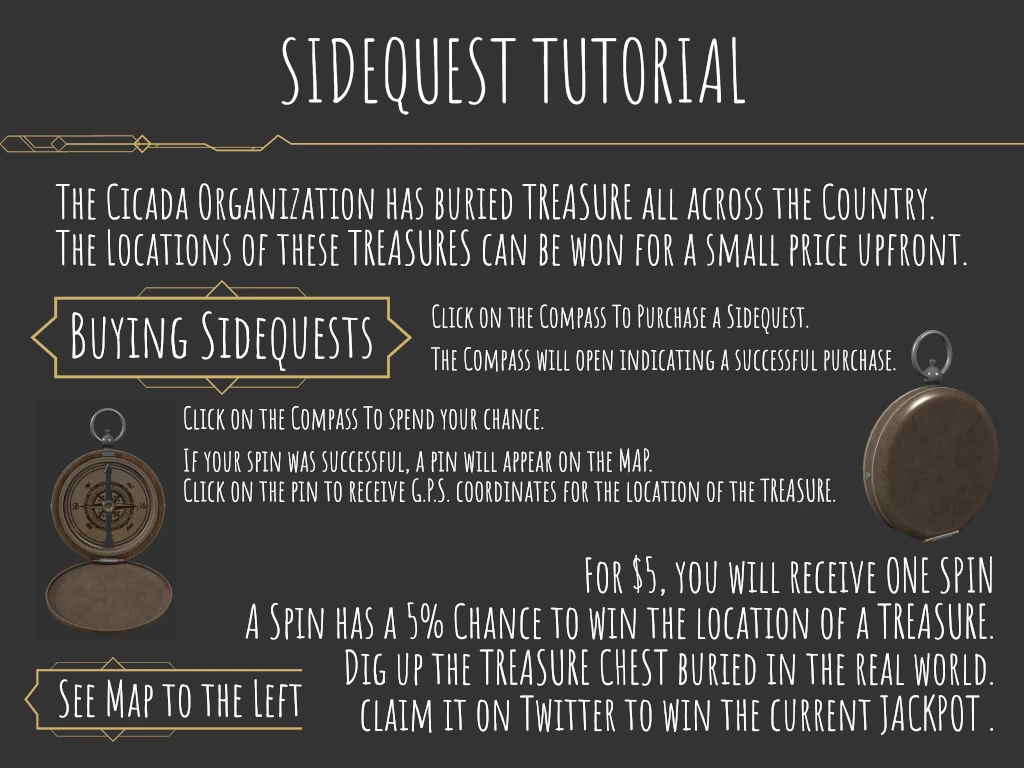 SIDEQUEST TUTORIAL
The Cicada Organization has buried TREASURE all across the Country.
The Locations of these TREASURES can be won for a small price upfront.
Buying Sidequests
Click on the Compass To Purchase a Sidequest.
The Compass will open indicating a successful purchase.
Click on the Compass To spend your chance.
If your spin was successful, a pin will appear on the MAP.
Click on the pin to receive G.P.S. coordinates for the location of the TREASURE.
For $5, you will receive ONE SPIN
A Spin has a 5% Chance to win the location of a TREASURE.
Dig up the TREASURE CHEST buried in the real world.
claim it on Twitter to win the current JACKPOT .
See Map to the Left